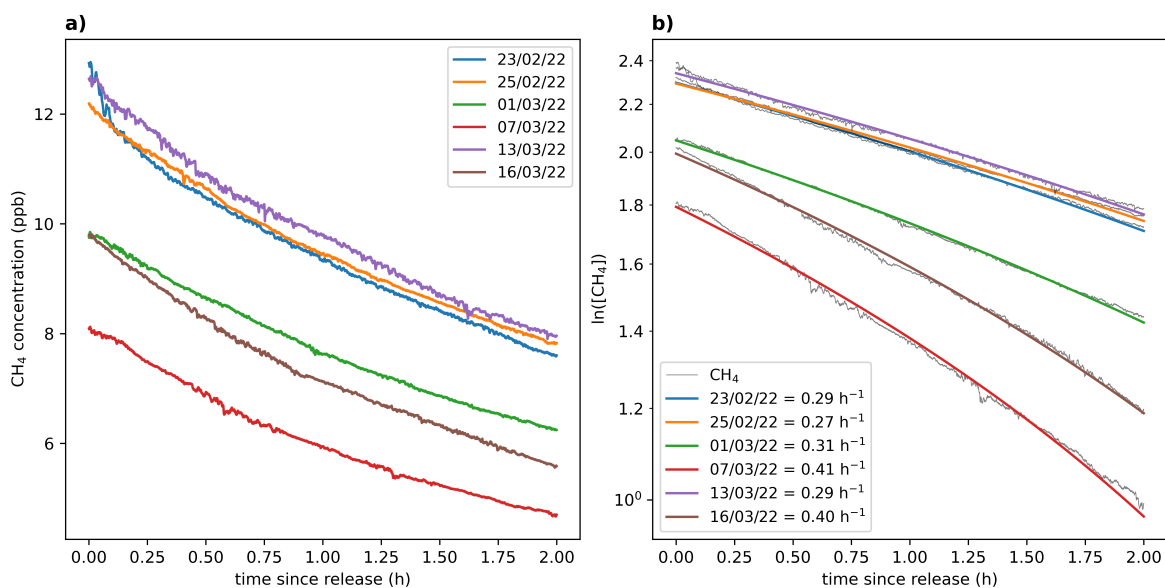 a)
CH₄ concentration (ppb)
12
10
8
6
23/02/22
25/02/22
01/03/22
07/03/22
13/03/22
16/03/22
0.00 0.25 0.50 0.75 1.00 1.25 1.50 1.75 2.00
time since release (h)
b)
ln([CH₄])
2.4
2.2
2.0
1.8
1.6
1.4
1.2
10⁰
CH₄
23/02/22 = 0.29 h⁻¹
25/02/22 = 0.27 h⁻¹
01/03/22 = 0.31 h⁻¹
07/03/22 = 0.41 h⁻¹
13/03/22 = 0.29 h⁻¹
16/03/22 = 0.40 h⁻¹
0.00 0.25 0.50 0.75 1.00 1.25 1.50 1.75 2.00
time since release (h)